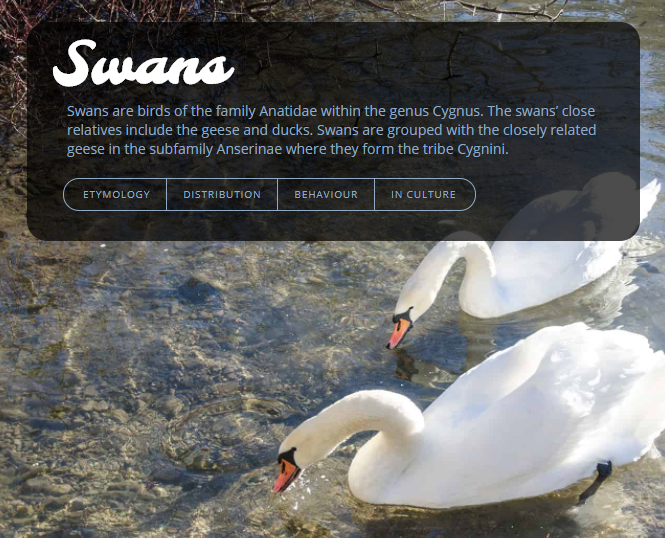 Swans
Swans are birds of the family Anatidae within the genus Cygnus. The swans’ close
relatives include the geese and ducks. Swans are grouped with the closely related
geese in the subfamily Anserinae where they form the tribe Cygnini.
ETYMOLOGY DISTRIBUTION BEHAVIOUR IN CULTURE